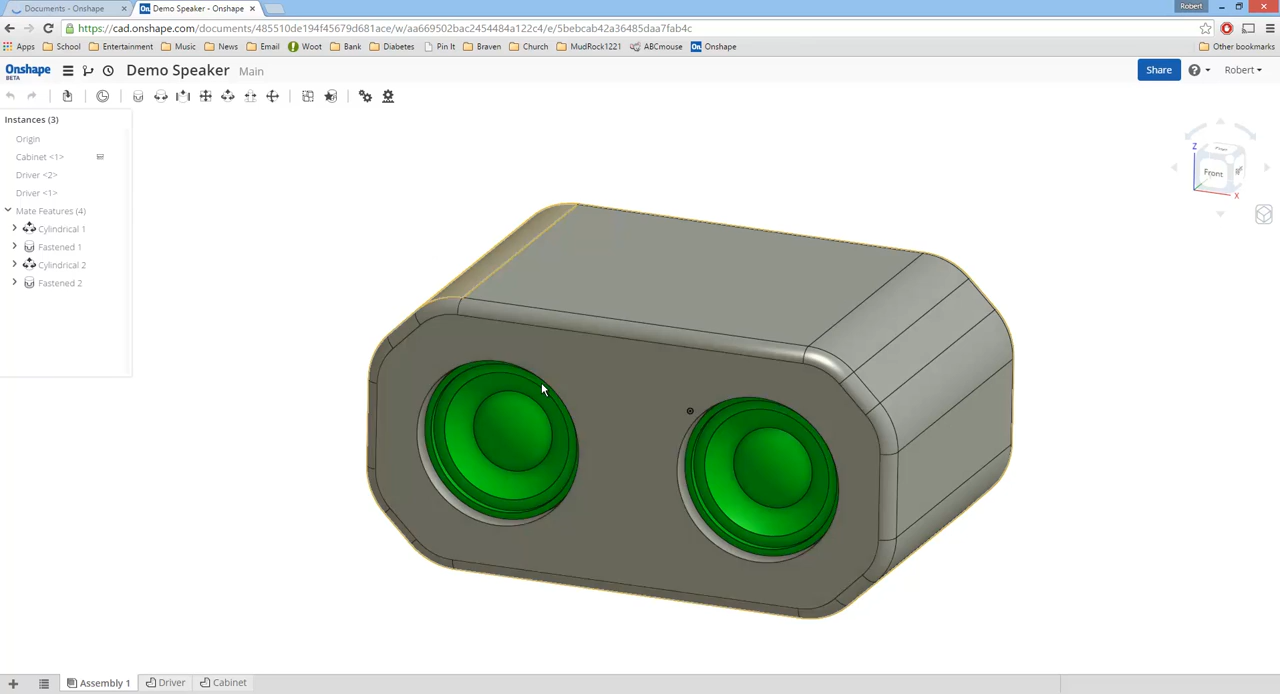 Documents - Onshape
Demo Speaker - Onshape
Robert
https://cad.onshape.com/documents/485510de194f45679d681ace/w/aa669502bac2454484a122c4/e/5bebcab42a36485daa7fab4c
Apps School Entertainment Music News Email Woot Bank Diabetes Pin It Braven Church MudRock1221 ABCmouse On Onshape Other bookmarks
Onshape BETA Demo Speaker Main Share Robert
Instances (3)
Origin
Cabinet <1>
Driver <2>
Driver <1>
Mate Features (4)
Cylindrical 1
Fastened 1
Cylindrical 2
Fastened 2
Z
Front
X
Assembly 1 Driver Cabinet